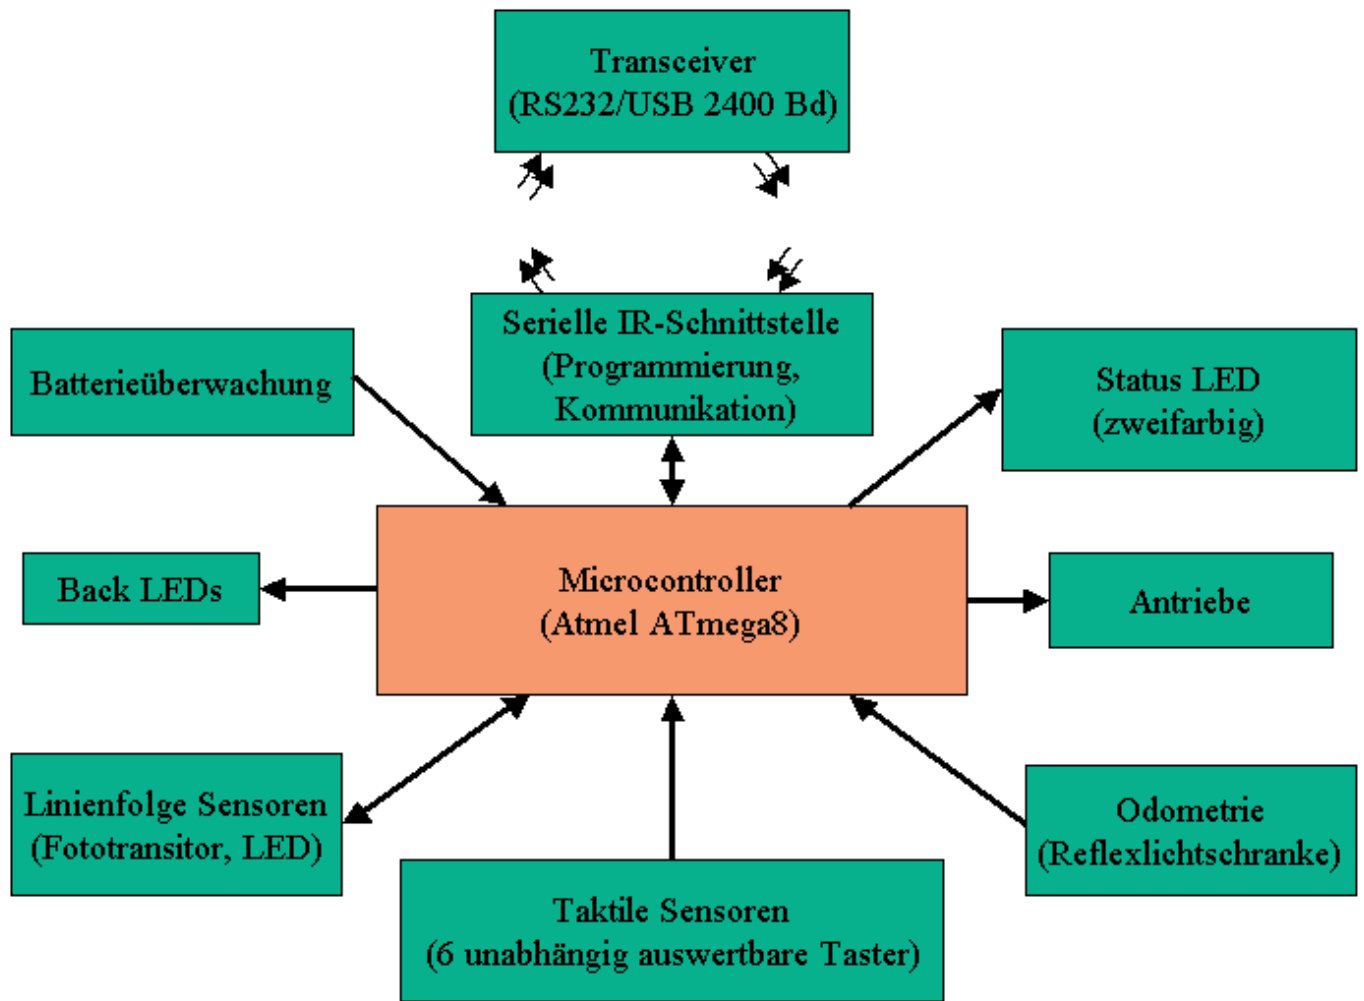 Transceiver
(RS232/USB 2400 Bd)
Serielle IR-Schnittstelle
(Programmierung,
Kommunikation)
Batterieüberwachung
Status LED
(zweifarbig)
Back LEDs
Microcontroller
(Atmel ATmega8)
Antriebe
Linienfolge Sensoren
(Fototransitor, LED)
Taktile Sensoren
(6 unabhängig auswertbare Taster)
Odometrie
(Reflexlichtschranke)